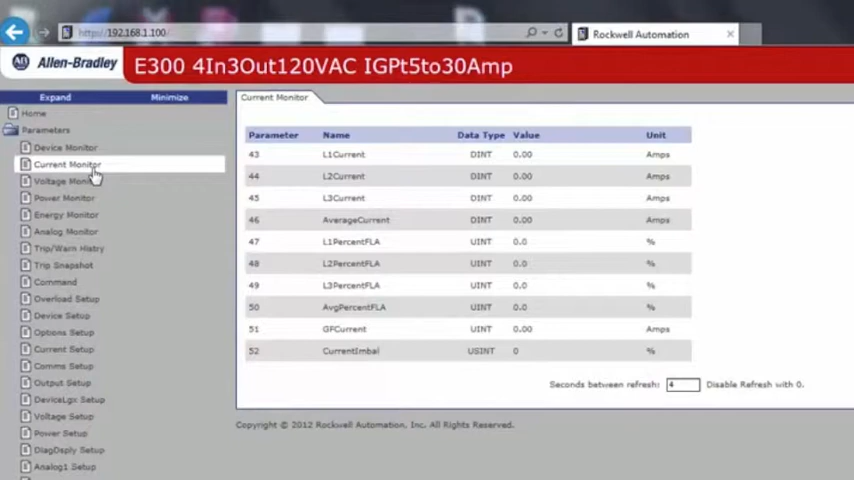 http://192.168.1.100/
Rockwell Automation
Allen-Bradley
E300 4In3Out120VAC IGPt5to30Amp
Expand Minimize
Home
Parameters
Device Monitor
Current Monitor
Voltage Monitor
Power Monitor
Energy Monitor
Analog Monitor
Trip/Warn Histry
Trip Snapshot
Command
Overload Setup
Device Setup
Options Setup
Current Setup
Comms Setup
Output Setup
DeviceLgx Setup
Voltage Setup
Power Setup
DiagDsply Setup
Analog1 Setup
Current Monitor
Parameter Name Data Type Value Unit
43 L1Current DINT 0.00 Amps
44 L2Current DINT 0.00 Amps
45 L3Current DINT 0.00 Amps
46 AverageCurrent DINT 0.00 Amps
47 L1PercentFLA UINT 0.0 %
48 L2PercentFLA UINT 0.0 %
49 L3PercentFLA UINT 0.0 %
50 AvgPercentFLA UINT 0.0 %
51 GFCurrent UINT 0.00 Amps
52 CurrentImbal USINT 0 %
Seconds between refresh: 4 Disable Refresh with 0.
Copyright © 2012 Rockwell Automation, Inc. All Rights Reserved.